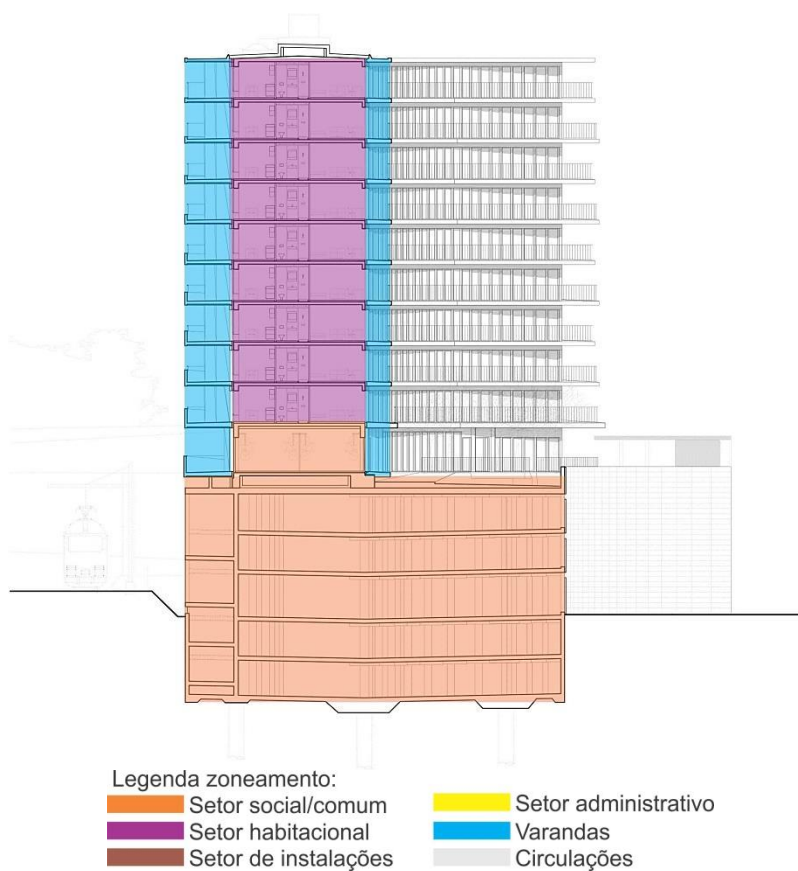 Legenda zoneamento:
Setor social/comum
Setor habitacional
Setor de instalações
Setor administrativo
Varandas
Circulações